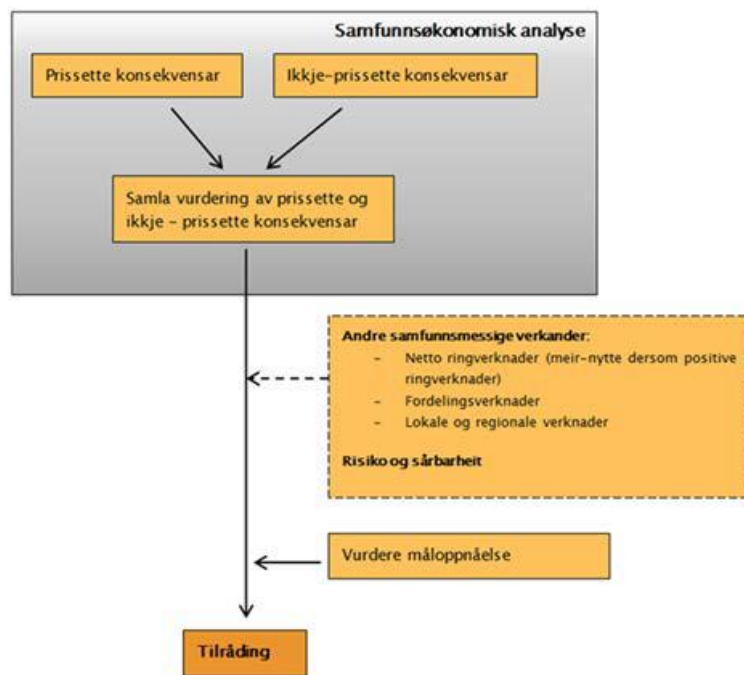 Samfunnsøkonomisk analyse
Prissette konsekvensar
Ikkje-prissette konsekvensar
Samla vurdering av prissette og
ikkje – prissette konsekvensar
Andre samfunnsmessige verkander:
– Netto ringverknader (meir-nytte dersom positive
ringverknader)
– Fordelingsverknader
– Lokale og regionale verknader
Risiko og sårbarheit
Vurdere måloppnåelse
Tilråding